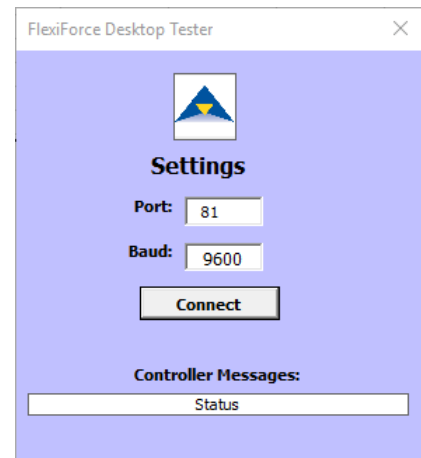 FlexiForce Desktop Tester
Settings
Port: 81
Baud: 9600
Connect
Controller Messages:
Status